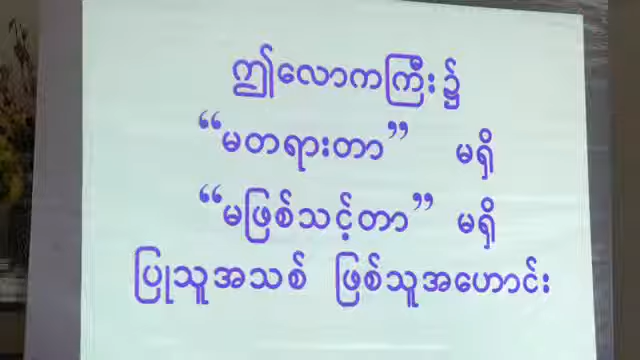 ဤလောကကြီး၌
“မတရားတာ” မရှိ
“မဖြစ်သင့်တာ” မရှိ
ပြုသူအသစ် ဖြစ်သူအဟောင်း